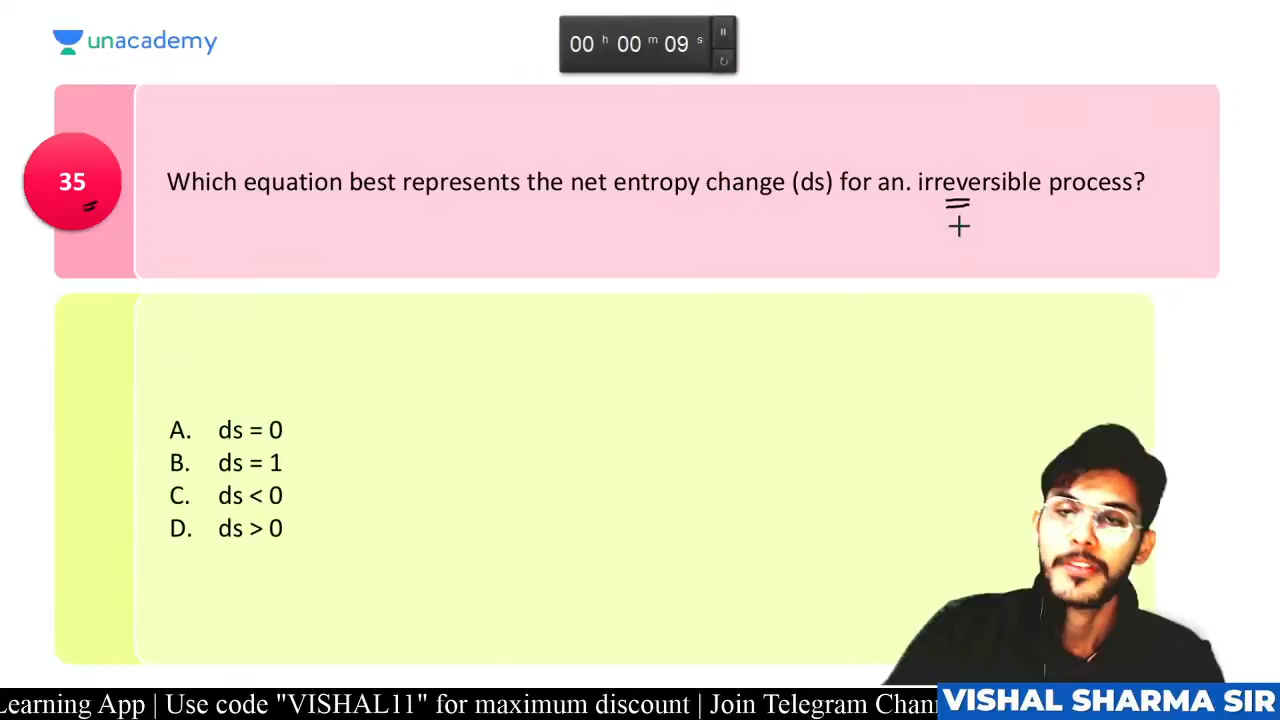 unacademy
00 h 00 m 09 s
35
Which equation best represents the net entropy change (ds) for an. irreversible process?
A. ds = 0
B. ds = 1
C. ds < 0
D. ds > 0
Learning App | Use code "VISHAL11" for maximum discount | Join Telegram Chan
VISHAL SHARMA SIR